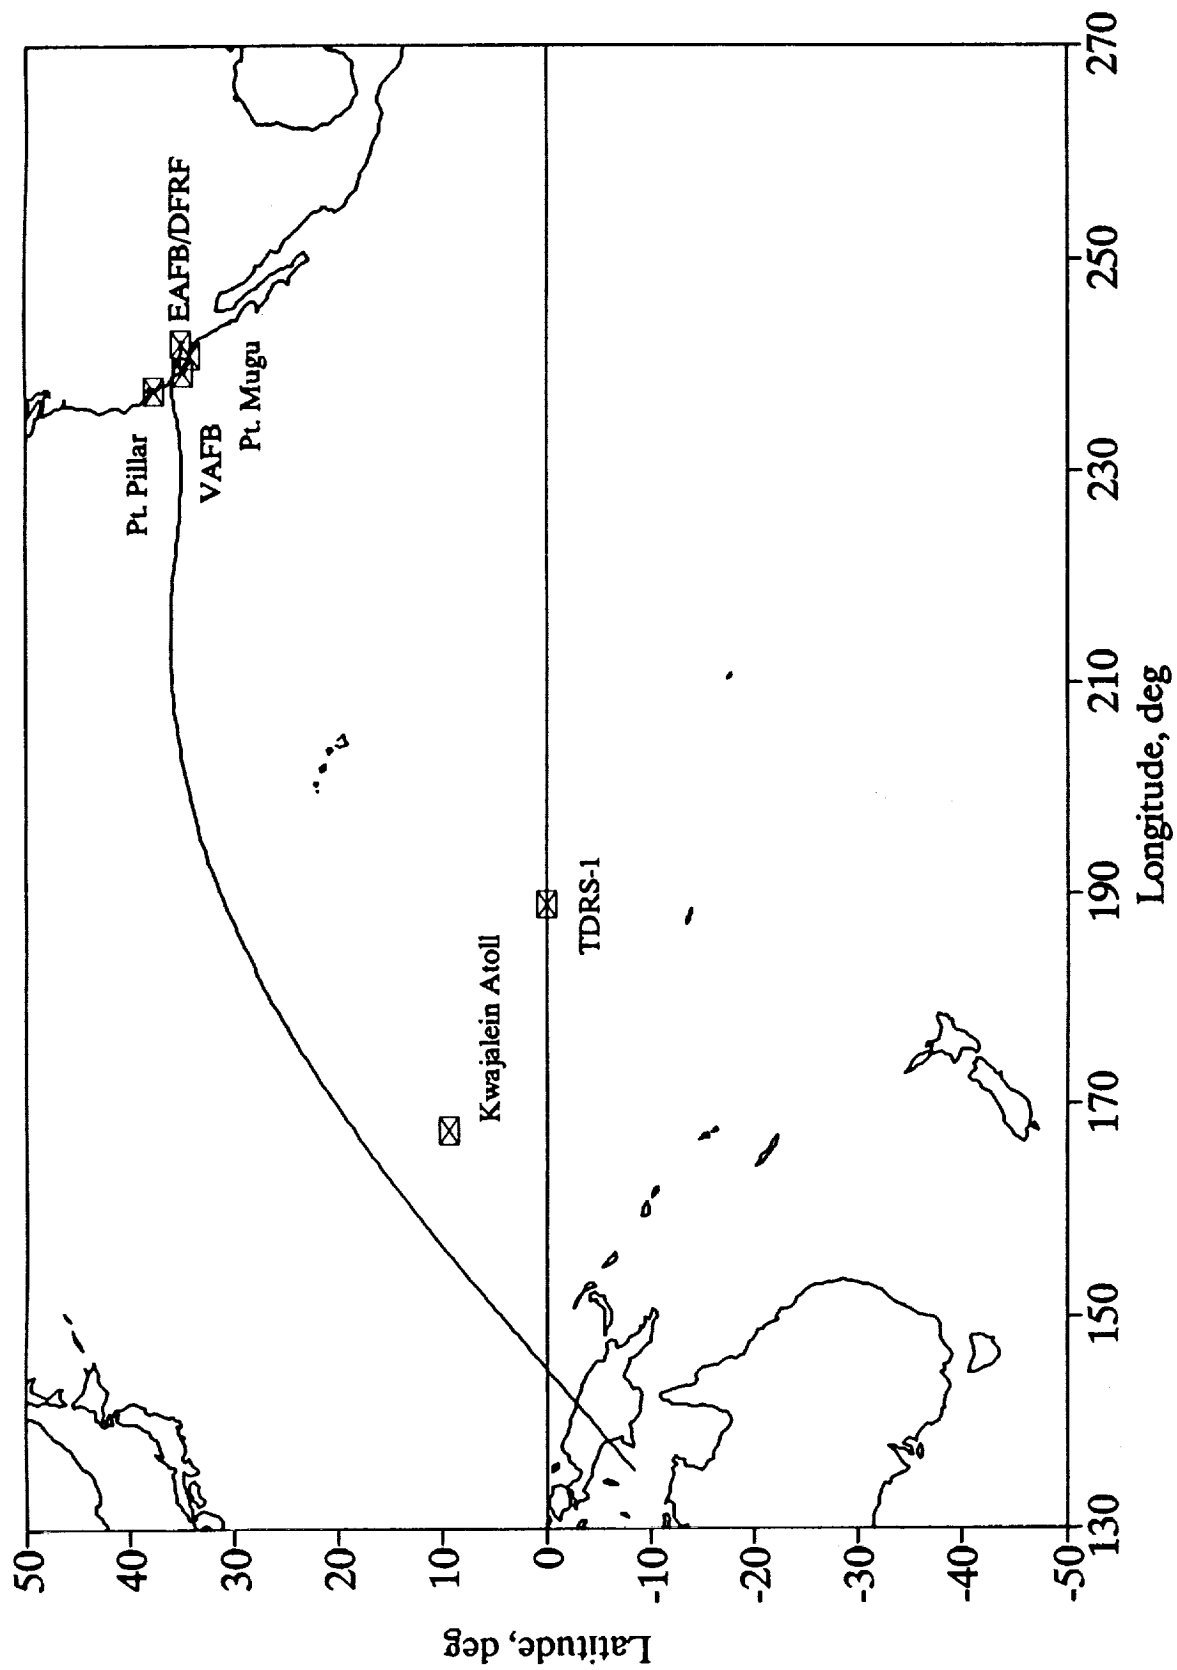 50
40
30
20
10
0
-10
-20
-30
-40
-50
Latitude, deg
130
150
170
190
210
230
250
270
Longitude, deg
Pt. Pillar
VAFB
Pt. Mugu
EAFB/DFRF
Kwajalein Atoll
TDRS-1